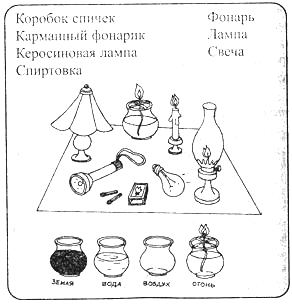 Коробок спичек
Карманный фонарик
Керосиновая лампа
Спиртовка
Фонарь
Лампа
Свеча
ЗЕМЛЯ ВОДА ВОЗДУХ ОГОНЬ